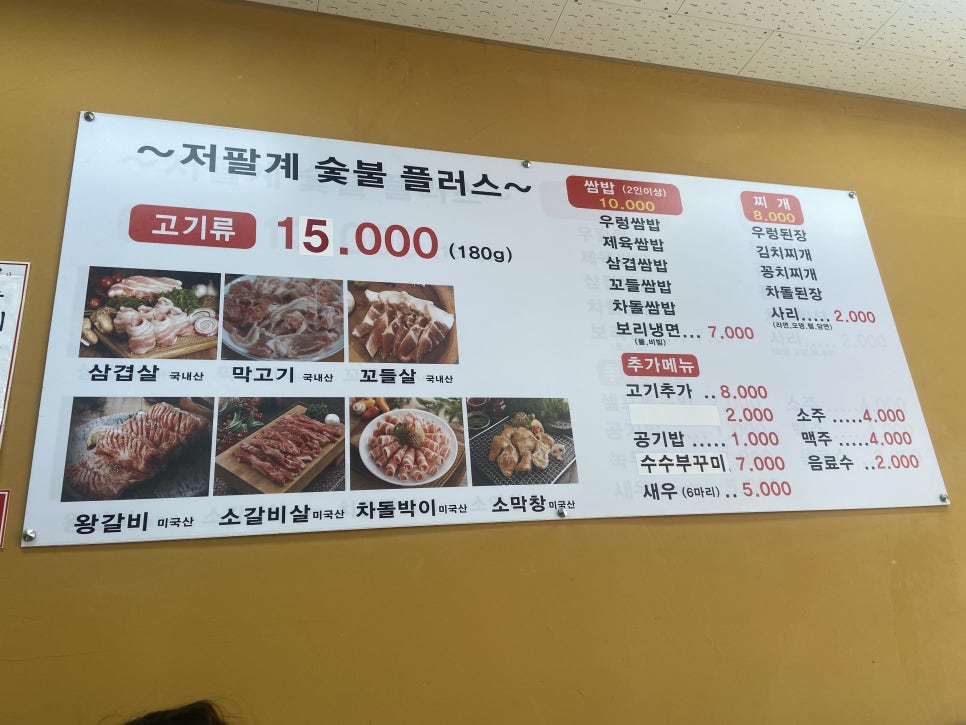 ~저팔계 숯불 플러스~
고기류 15.000 (180g)
삼겹살 국내산 막고기 국내산 꼬들살 국내산
왕갈비 미국산 소갈비살 미국산 차돌박이 미국산 소막창 미국산
쌈밥 (2인이상)
10.000
우렁쌈밥
제육쌈밥
삼겹쌈밥
꼬들쌈밥
차돌쌈밥
보리냉면... 7.000
(물,비빔)
추가메뉴
고기추가 ..8.000
2.000
공기밥 ...... 1.000
수수부꾸미. 7.000
새우 (6마리) .. 5.000
찌 개
8.000
우렁된장
김치찌개
꽁치찌개
차돌된장
사리..... 2.000
(라면,오뎅,햄,당면)
소주 .....4.000
맥주 .....4.000
음료수 ..2.000